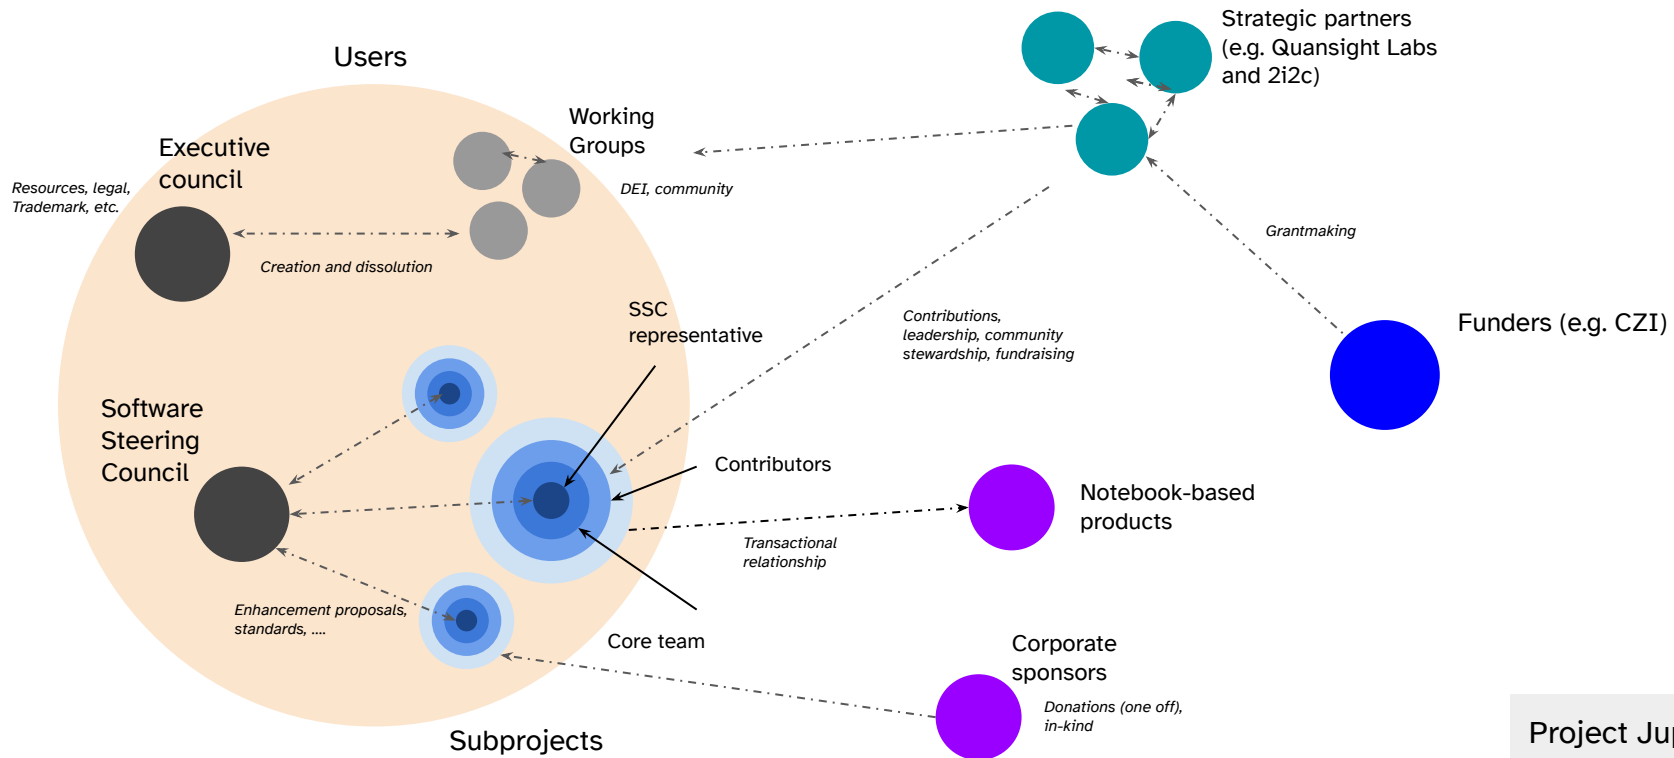 Users
Strategic partners
(e.g. Quansight Labs
and 2i2c)
Working
Groups
Executive
council
Resources, legal,
Trademark, etc.
DEI, community
Creation and dissolution
Grantmaking
SSC
representative
Contributions,
leadership, community
stewardship, fundraising
Funders (e.g. CZI)
Software
Steering
Council
Contributors
Notebook-based
products
Transactional
relationship
Enhancement proposals,
standards, ....
Core team
Corporate
sponsors
Donations (one off),
in-kind
Subprojects
Project Jup